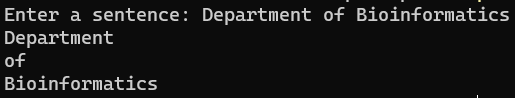 Enter a sentence: Department of Bioinformatics
Department
of
Bioinformatics